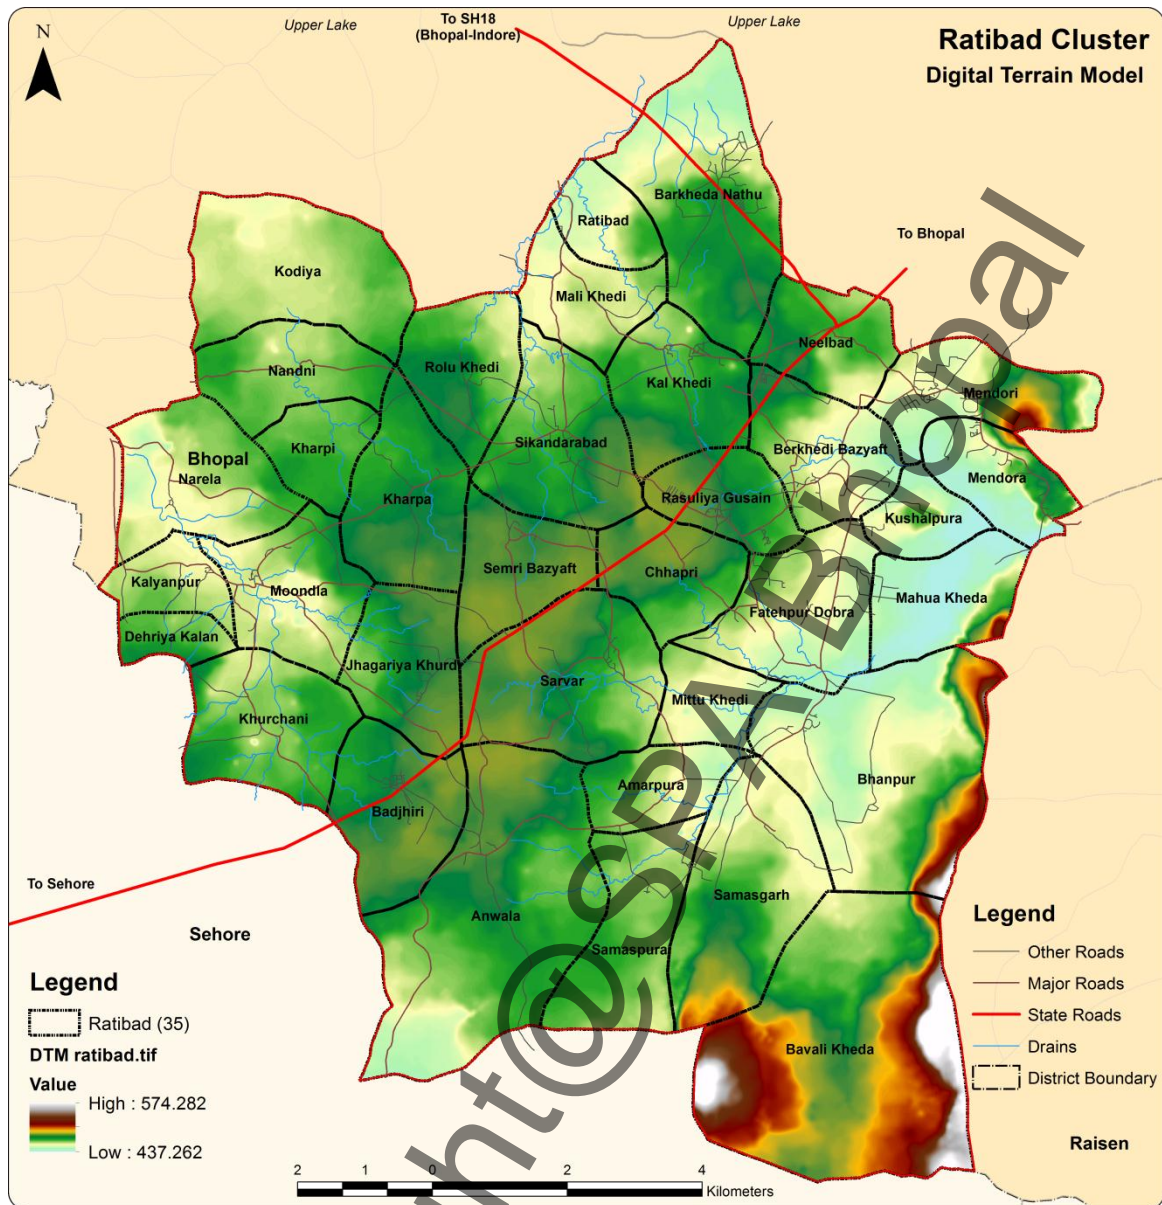 Upper Lake
To SH18
(Bhopal-Indore)
Upper Lake
Ratibad Cluster
Digital Terrain Model
N
Barkheda Nathu
Ratibad
To Bhopal
Kodiya
Mali Khedi
Neelbad
Nandni
Rolu Khedi
Kal Khedi
Mendori
Sikandarabad
Kharpi
Berkhedi Bazyaft
Bhopal
Narela
Mendora
Kharpa
Rasuliya Gusain
Kushalpura
Kalyanpur
Semri Bazyaft
Chhapri
Moondla
Mahua Kheda
Fatehpur Dobra
Dehriya Kalan
Jhagariya Khurd
Sarvar
Mittu Khedi
Khurchani
Bhanpur
Amarpura
Badjhiri
To Sehore
Samasgarh
Anwala
Sehore
Samaspura
Bavali Kheda
Raisen
Legend
Ratibad (35)
DTM ratibad.tif
Value
High : 574.282
Low : 437.262
2 1 0 2 4
Kilometers
Legend
Other Roads
Major Roads
State Roads
Drains
District Boundary
ht@SPA Bhopal